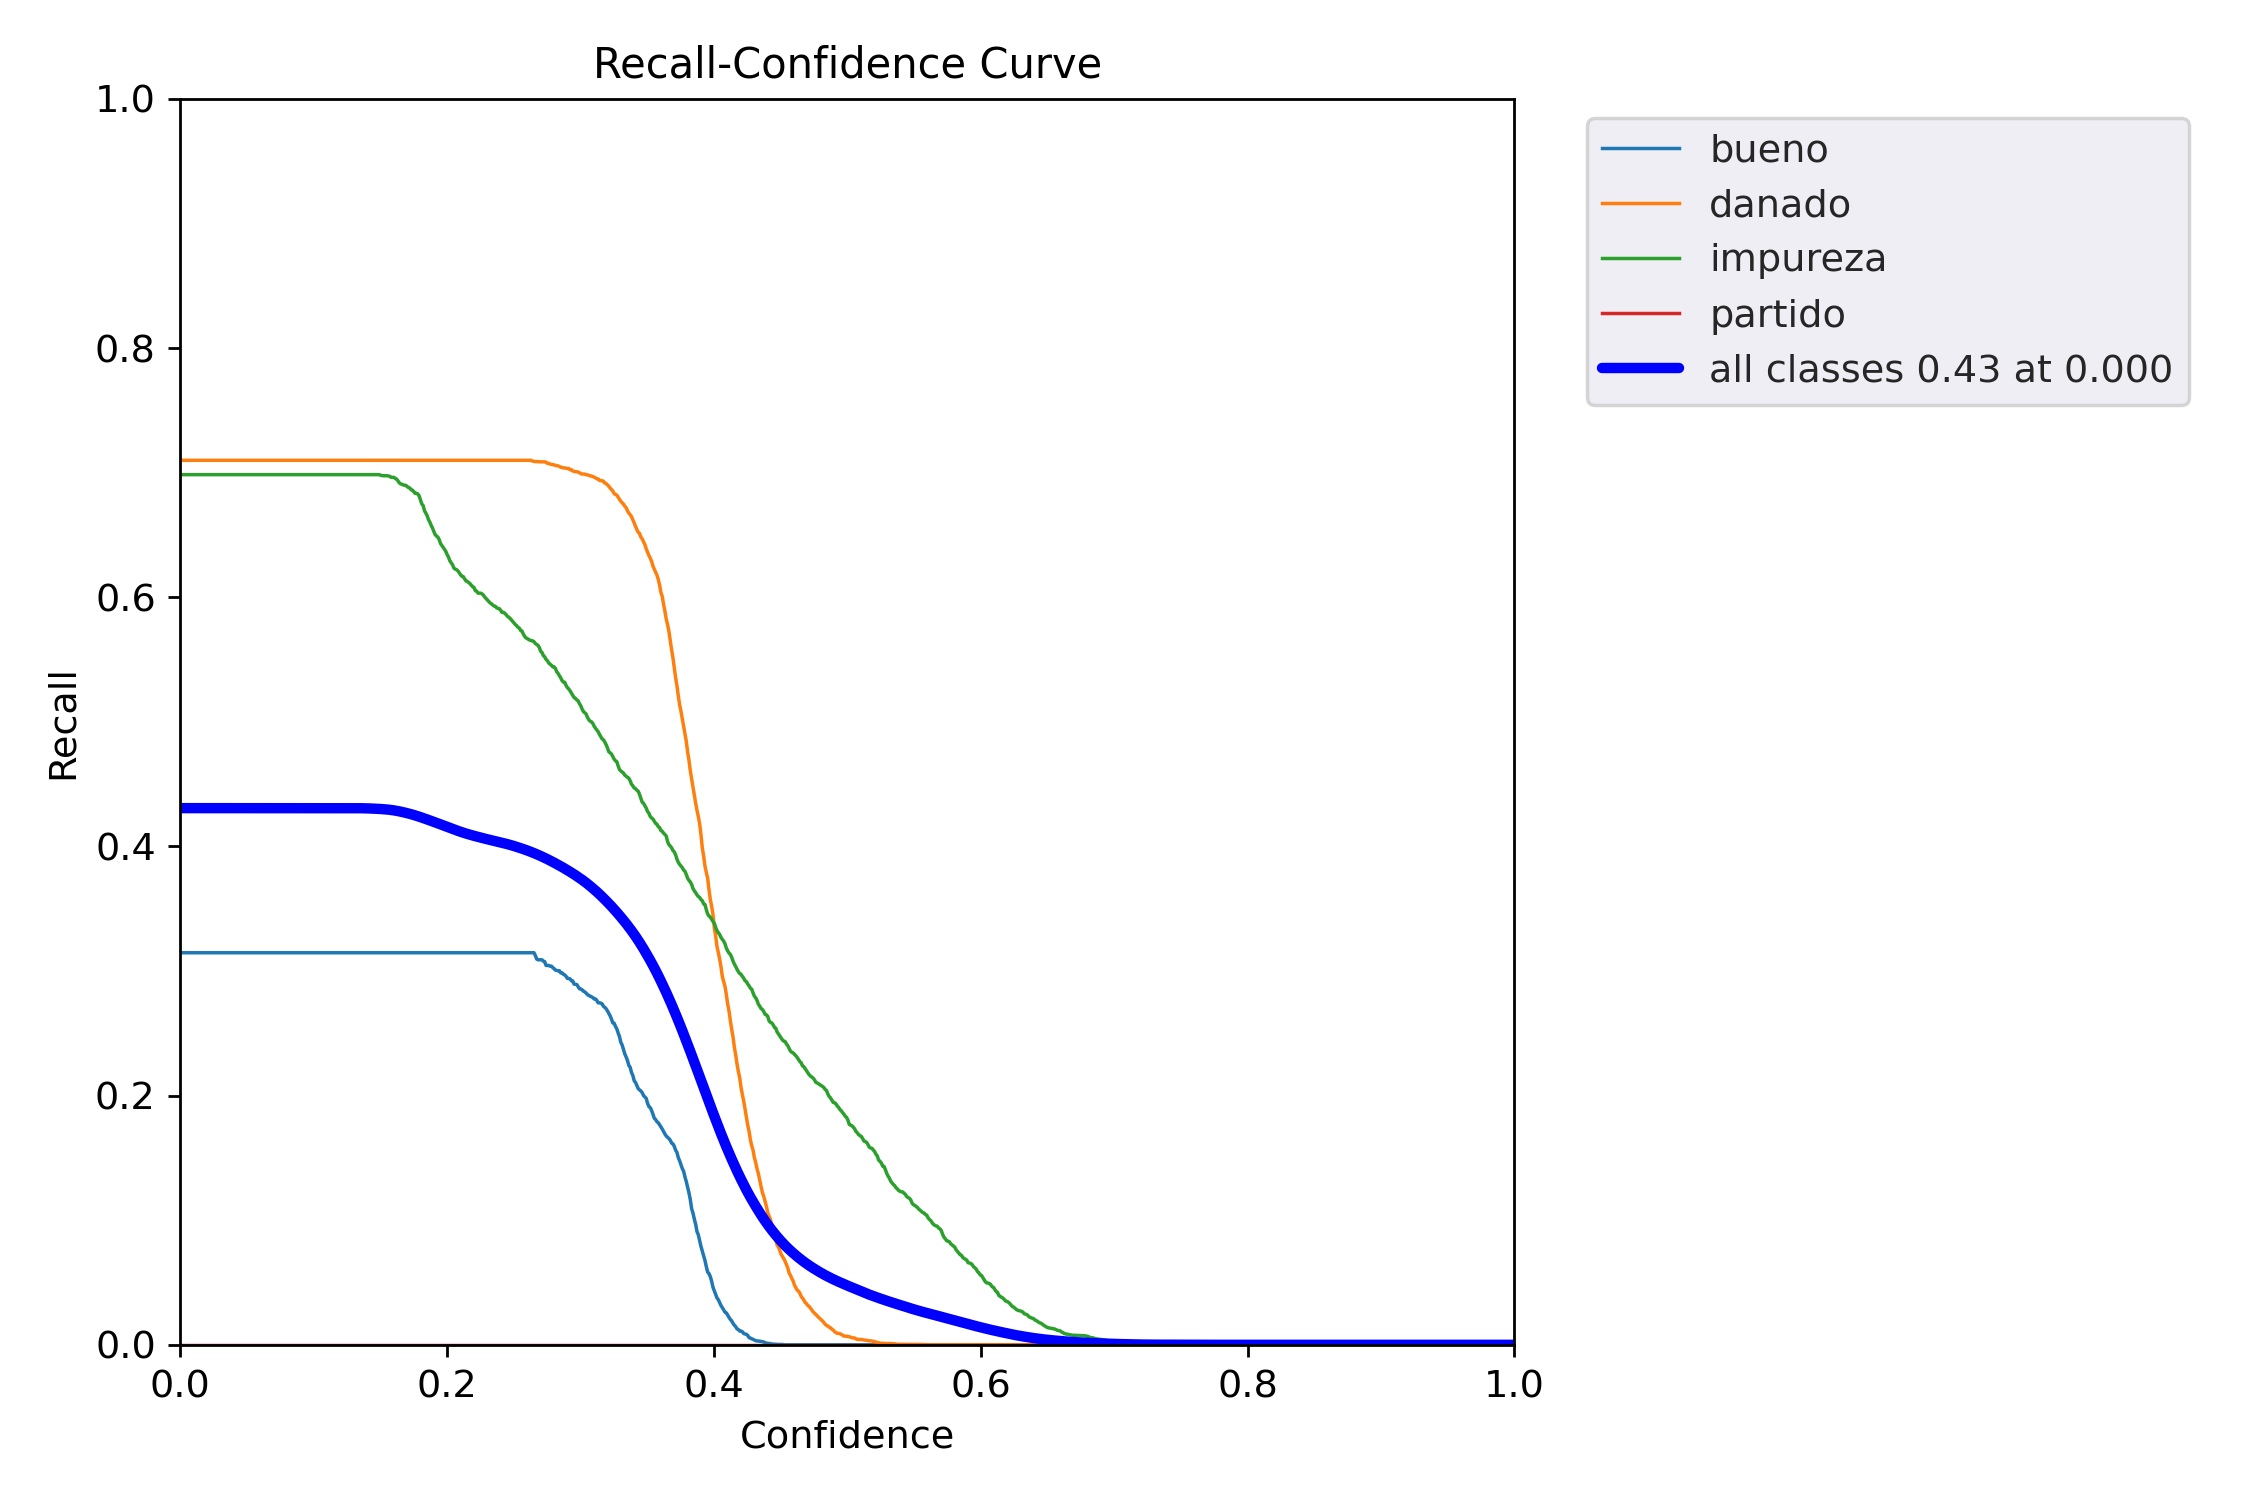 Recall-Confidence Curve
1.0
0.8
0.6
0.4
0.2
0.0
Recall
0.0 0.2 0.4 0.6 0.8 1.0
Confidence
bueno
danado
impureza
partido
all classes 0.43 at 0.000